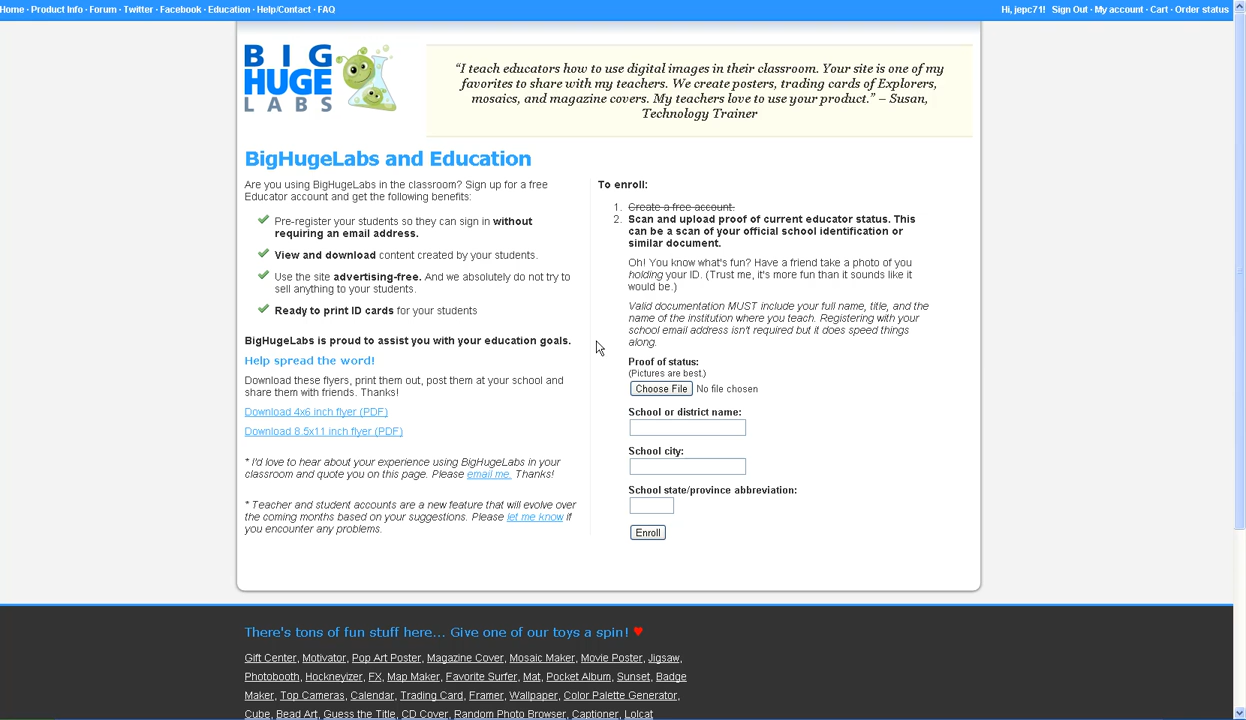 Home · Product Info · Forum · Twitter · Facebook · Education · Help/Contact · FAQ
Hi, jepc71! Sign Out · My account · Cart · Order status
BIG
HUGE
LABS
“I teach educators how to use digital images in their classroom. Your site is one of my
favorites to share with my teachers. We create posters, trading cards of Explorers,
mosaics, and magazine covers. My teachers love to use your product.” – Susan,
Technology Trainer
BigHugeLabs and Education
Are you using BigHugeLabs in the classroom? Sign up for a free
Educator account and get the following benefits:
Pre-register your students so they can sign in without
requiring an email address.
View and download content created by your students.
Use the site advertising-free. And we absolutely do not try to
sell anything to your students.
Ready to print ID cards for your students
BigHugeLabs is proud to assist you with your education goals.
Help spread the word!
Download these flyers, print them out, post them at your school and
share them with friends. Thanks!
Download 4x6 inch flyer (PDF)
Download 8.5x11 inch flyer (PDF)
* I'd love to hear about your experience using BigHugeLabs in your
classroom and quote you on this page. Please email me. Thanks!
* Teacher and student accounts are a new feature that will evolve over
the coming months based on your suggestions. Please let me know if
you encounter any problems.
To enroll:
1. Create a free account.
2. Scan and upload proof of current educator status. This
can be a scan of your official school identification or
similar document.
Oh! You know what's fun? Have a friend take a photo of you
holding your ID. (Trust me, it's more fun than it sounds like it
would be.)
Valid documentation MUST include your full name, title, and the
name of the institution where you teach. Registering with your
school email address isn't required but it does speed things
along.
Proof of status:
(Pictures are best.)
Choose File No file chosen
School or district name:
School city:
School state/province abbreviation:
Enroll
There's tons of fun stuff here... Give one of our toys a spin!
Gift Center, Motivator, Pop Art Poster, Magazine Cover, Mosaic Maker, Movie Poster, Jigsaw,
Photobooth, Hockneyizer, FX, Map Maker, Favorite Surfer, Mat, Pocket Album, Sunset, Badge
Maker, Top Cameras, Calendar, Trading Card, Framer, Wallpaper, Color Palette Generator,
Cube, Bead Art, Guess the Title, CD Cover, Random Photo Browser, Captioner, Lolcat